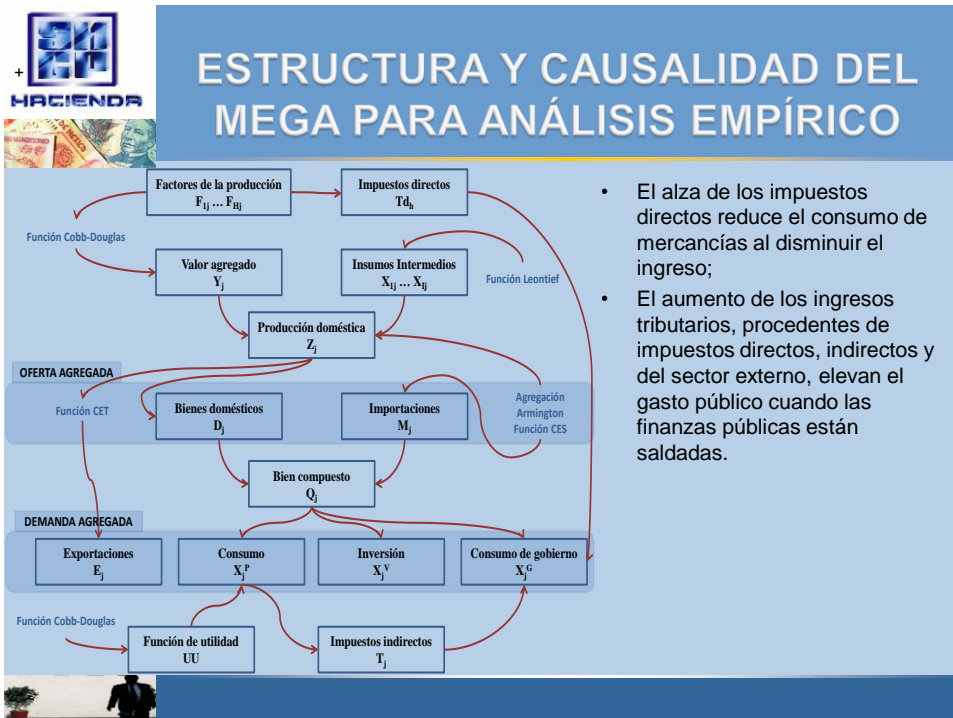 SHCP
+
HACIENDA
ESTRUCTURA Y CAUSALIDAD DEL
MEGA PARA ANÁLISIS EMPÍRICO
Factores de la producción
F1j … FHj
Impuestos directos
Tdh
Función Cobb-Douglas
Valor agregado
Yj
Insumos Intermedios
X1j … XIj
Función Leontief
Producción doméstica
Zj
OFERTA AGREGADA
Función CET
Bienes domésticos
Dj
Importaciones
Mj
Agregación
Armington
Función CES
Bien compuesto
Qj
DEMANDA AGREGADA
Exportaciones
Ej
Consumo
XjP
Inversión
XjV
Consumo de gobierno
XjG
Función Cobb-Douglas
Función de utilidad
UU
Impuestos indirectos
Tj
• El alza de los impuestos
directos reduce el consumo de
mercancías al disminuir el
ingreso;
• El aumento de los ingresos
tributarios, procedentes de
impuestos directos, indirectos y
del sector externo, elevan el
gasto público cuando las
finanzas públicas están
saldadas.